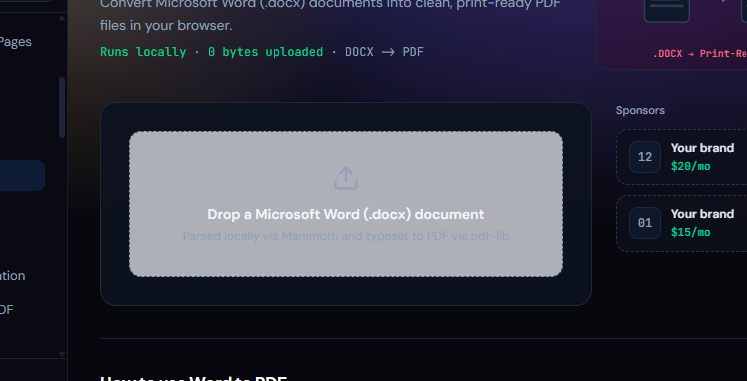 Convert Microsoft Word (.docx) documents into clean, print-ready PDF
files in your browser.
Runs locally · 0 bytes uploaded · DOCX → PDF
Pages
ation
DF
.DOCX → Print-Re
Sponsors
12
Your brand
$20/mo
01
Your brand
$15/mo
Drop a Microsoft Word (.docx) document
Parsed locally via Mammoth and typeset to PDF via pdf-lib
How to use Word to PDF